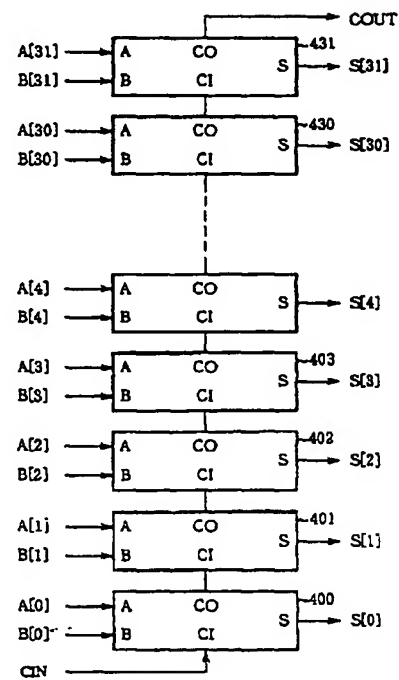 COUT
431
A[31] A CO S S[31]
B[31] B CI
430
A[30] A CO S S[30]
B[30] B CI
A[4] A CO S S[4]
B[4] B CI
403
A[3] A CO S S[3]
B[3] B CI
402
A[2] A CO S S[2]
B[2] B CI
401
A[1] A CO S S[1]
B[1] B CI
400
A[0] A CO S S[0]
B[0] B CI
CIN